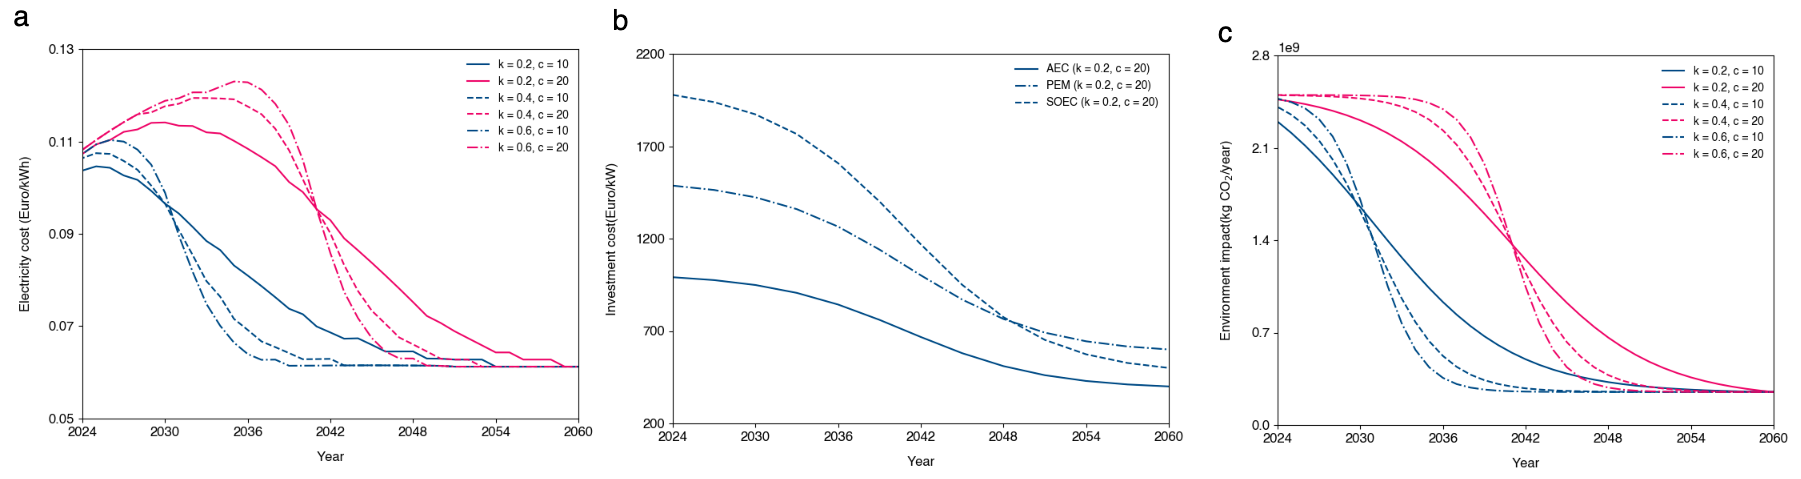 a
0.13
0.11
0.09
0.07
0.05
Electricity cost (Euro/kWh)
k = 0.2, c = 10
k = 0.2, c = 20
k = 0.4, c = 10
k = 0.4, c = 20
k = 0.6, c = 10
k = 0.6, c = 20
2024 2030 2036 2042 2048 2054 2060
Year
b
2200
1700
1200
700
200
Investment cost(Euro/kW)
AEC (k = 0.2, c = 20)
PEM (k = 0.2, c = 20)
SOEC (k = 0.2, c = 20)
2024 2030 2036 2042 2048 2054 2060
Year
c
1e9
2.8
2.1
1.4
0.7
0.0
Environment impact(kg CO₂/year)
k = 0.2, c = 10
k = 0.2, c = 20
k = 0.4, c = 10
k = 0.4, c = 20
k = 0.6, c = 10
k = 0.6, c = 20
2024 2030 2036 2042 2048 2054 2060
Year